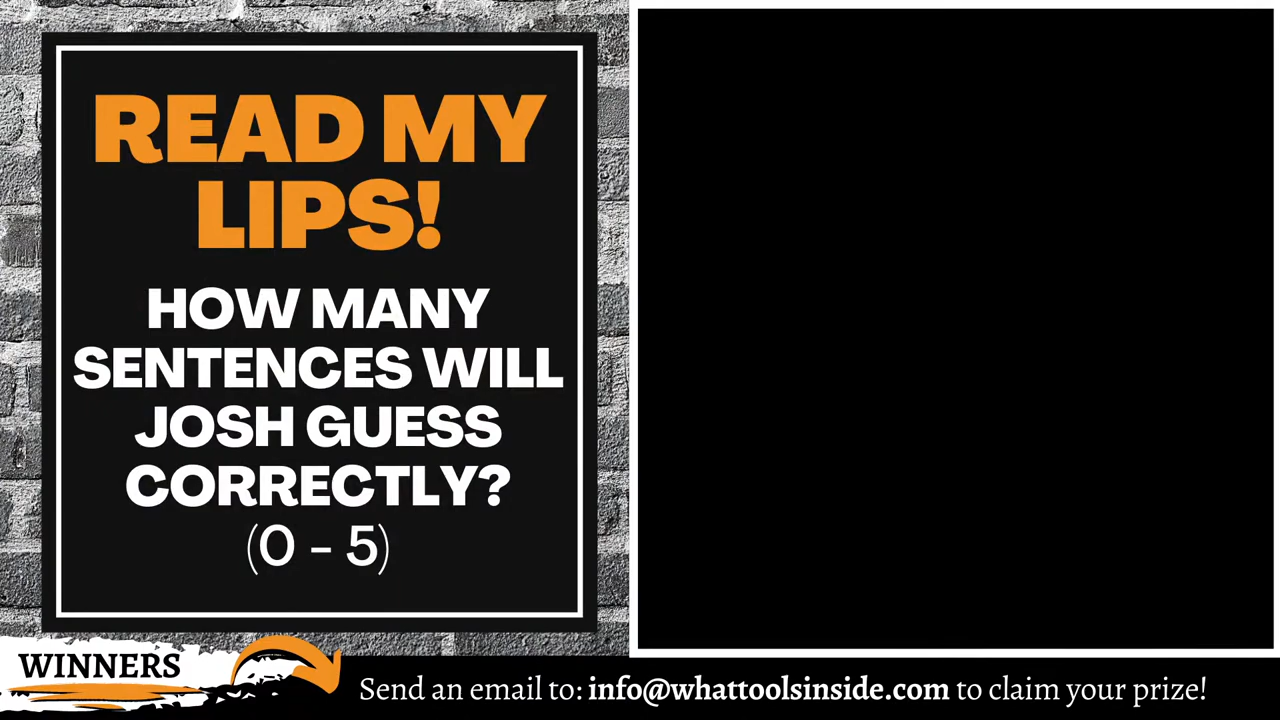 READ MY
LIPS!
HOW MANY
SENTENCES WILL
JOSH GUESS
CORRECTLY?
(0 - 5)
WINNERS
Send an email to: info@whattoolsinside.com to claim your prize!